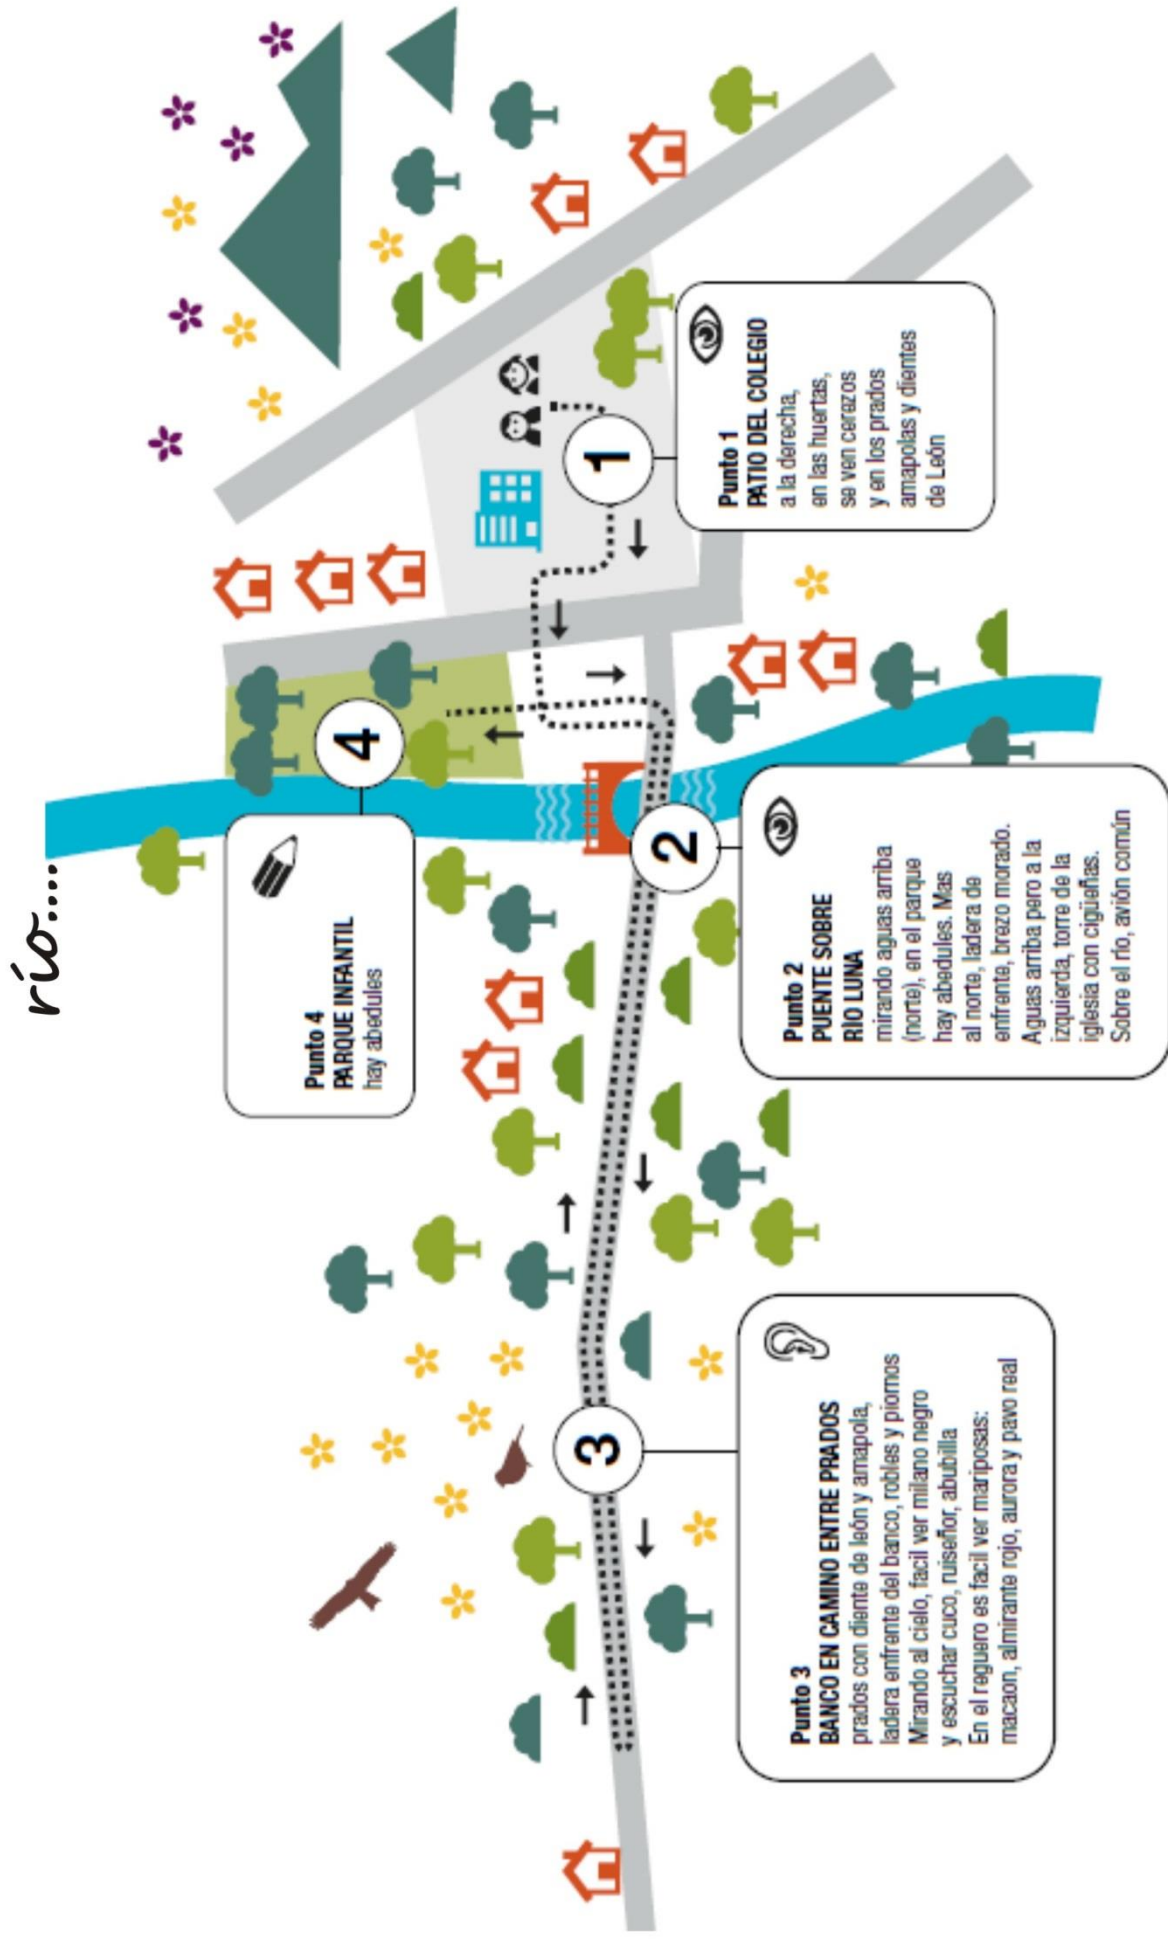 río....
4
Punto 4
PARQUE INFANTIL
hay abedules
1
Punto 1
PATIO DEL COLEGIO
a la derecha,
en las huertas,
se ven cerezos
y en los prados
amapolas y dientes
de León
2
Punto 2
PUENTE SOBRE
RÍO LUNA
mirando aguas arriba
(norte), en el parque
hay abedules. Mas
al norte, ladera de
enfrente, brezo morado.
Aguas arriba pero a la
izquierda, torre de la
iglesia con cigüeñas.
Sobre el río, avión común
3
Punto 3
BANCO EN CAMINO ENTRE PRADOS
prados con diente de león y amapola,
ladera enfrente del banco, robles y piornos
Mirando al cielo, facil ver milano negro
y escuchar cuco, ruiseñor, abubilla
En el reguero es facil ver mariposas:
macaon, almirante rojo, aurora y pavo real